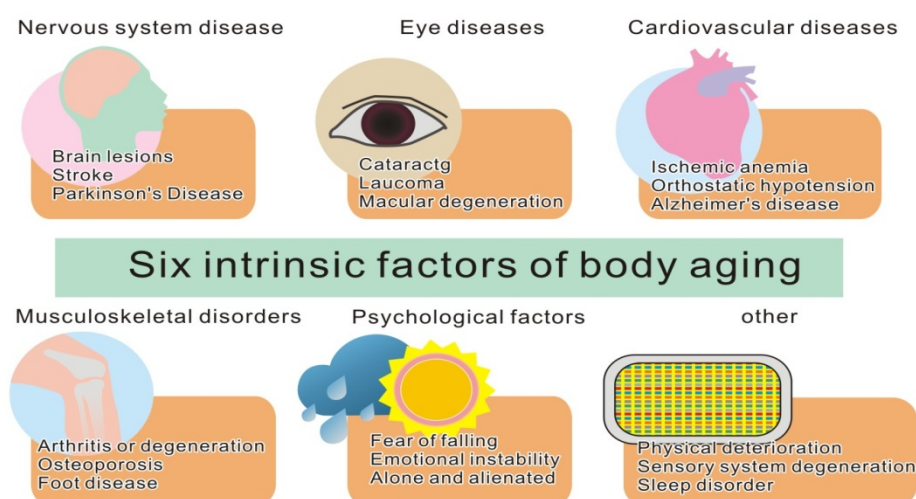 Nervous system disease
Brain lesions
Stroke
Parkinson's Disease
Eye diseases
Cataractg
Laucoma
Macular degeneration
Cardiovascular diseases
Ischemic anemia
Orthostatic hypotension
Alzheimer's disease
Six intrinsic factors of body aging
Musculoskeletal disorders
Arthritis or degeneration
Osteoporosis
Foot disease
Psychological factors
Fear of falling
Emotional instability
Alone and alienated
other
Physical deterioration
Sensory system degeneration
Sleep disorder